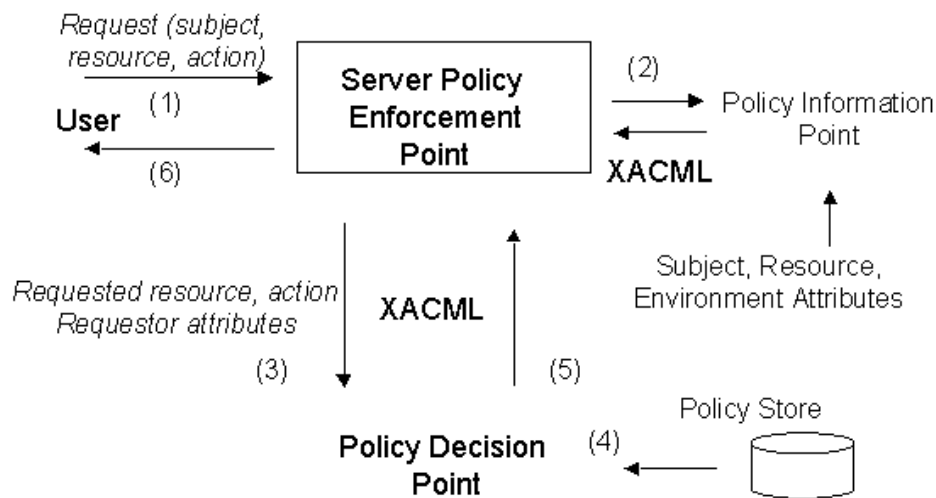 Request (subject,
resource, action)
(1)
User
(6)
Server Policy
Enforcement
Point
(2)
Policy Information
Point
XACML
Subject, Resource,
Environment Attributes
Requested resource, action
Requestor attributes
(3)
XACML
(5)
Policy Store
(4)
Policy Decision
Point